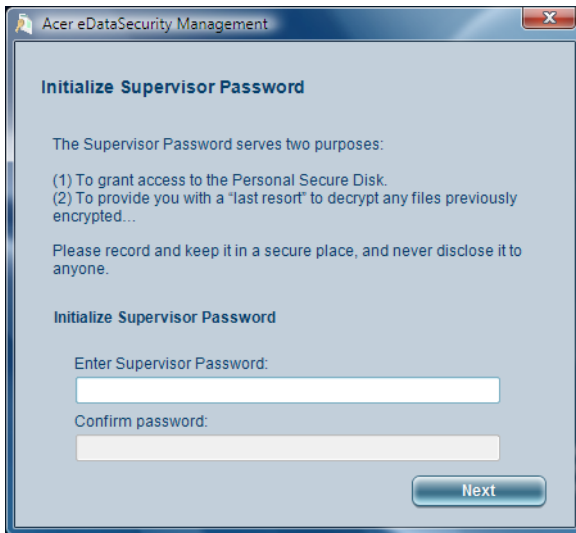 Acer eDataSecurity Management
Initialize Supervisor Password
The Supervisor Password serves two purposes:
(1) To grant access to the Personal Secure Disk.
(2) To provide you with a “last resort” to decrypt any files previously
encrypted...
Please record and keep it in a secure place, and never disclose it to
anyone.
Initialize Supervisor Password
Enter Supervisor Password:
Confirm password:
Next